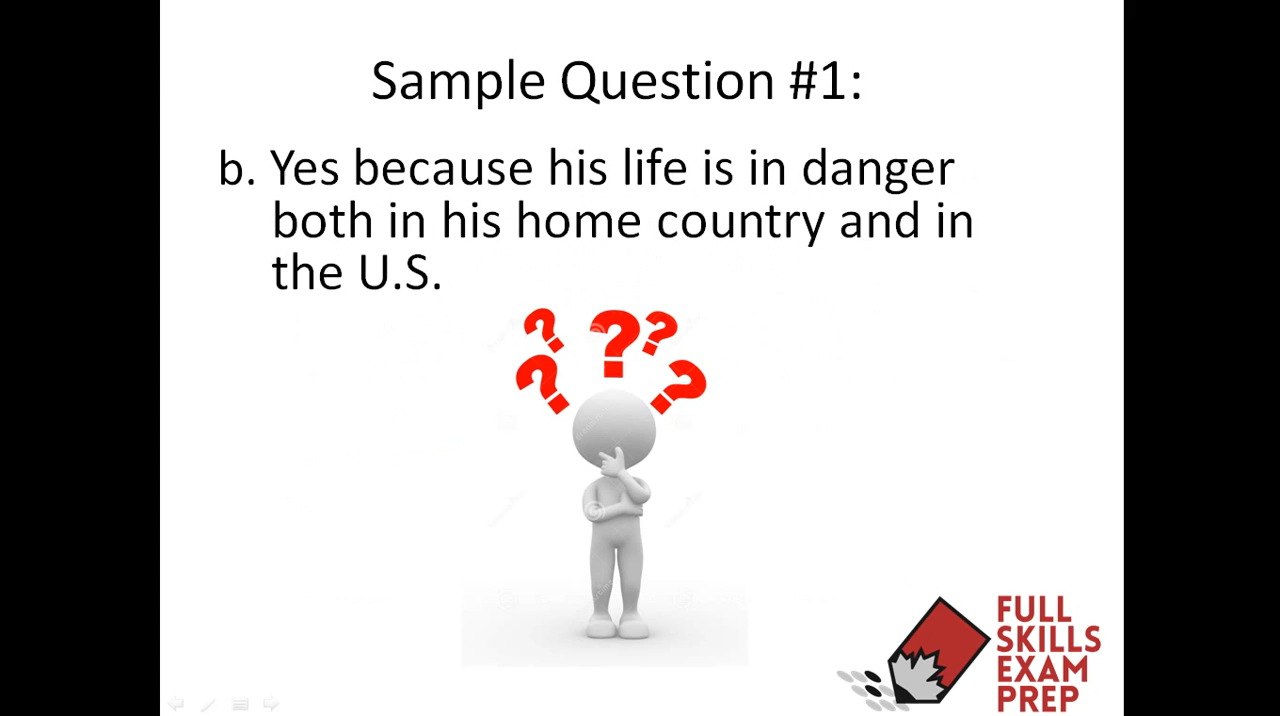 Sample Question #1:
b. Yes because his life is in danger
both in his home country and in
the U.S.
FULL
SKILLS
EXAM
PREP